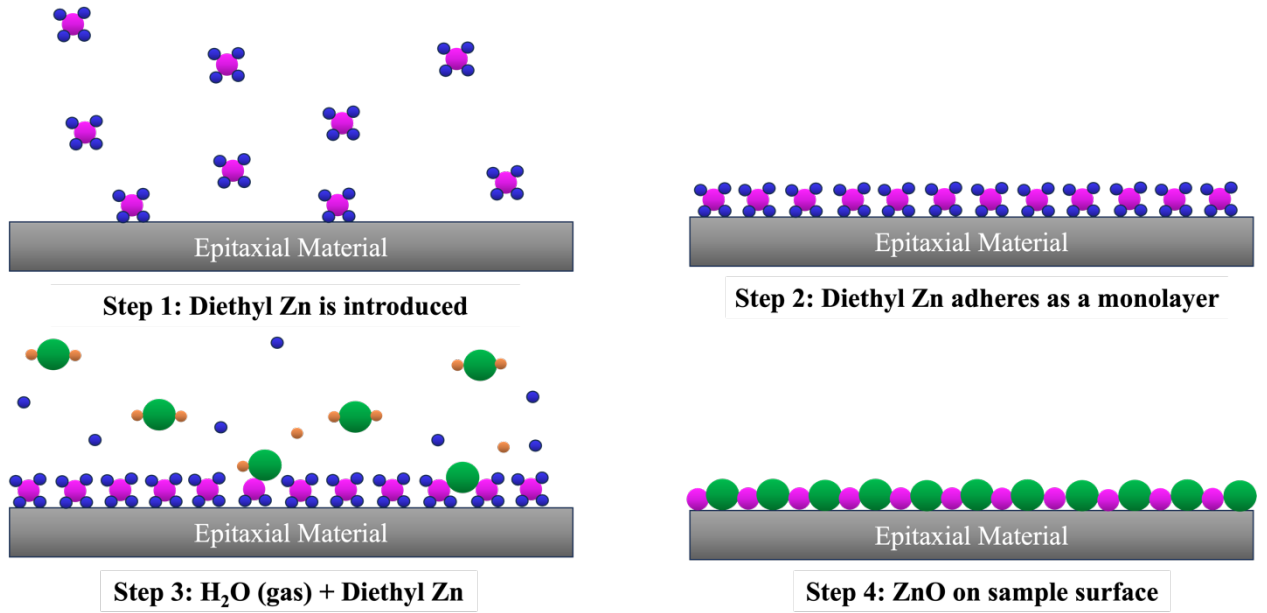 Epitaxial Material
Step 1: Diethyl Zn is introduced
Epitaxial Material
Step 2: Diethyl Zn adheres as a monolayer
Epitaxial Material
Step 3: H₂O (gas) + Diethyl Zn
Epitaxial Material
Step 4: ZnO on sample surface